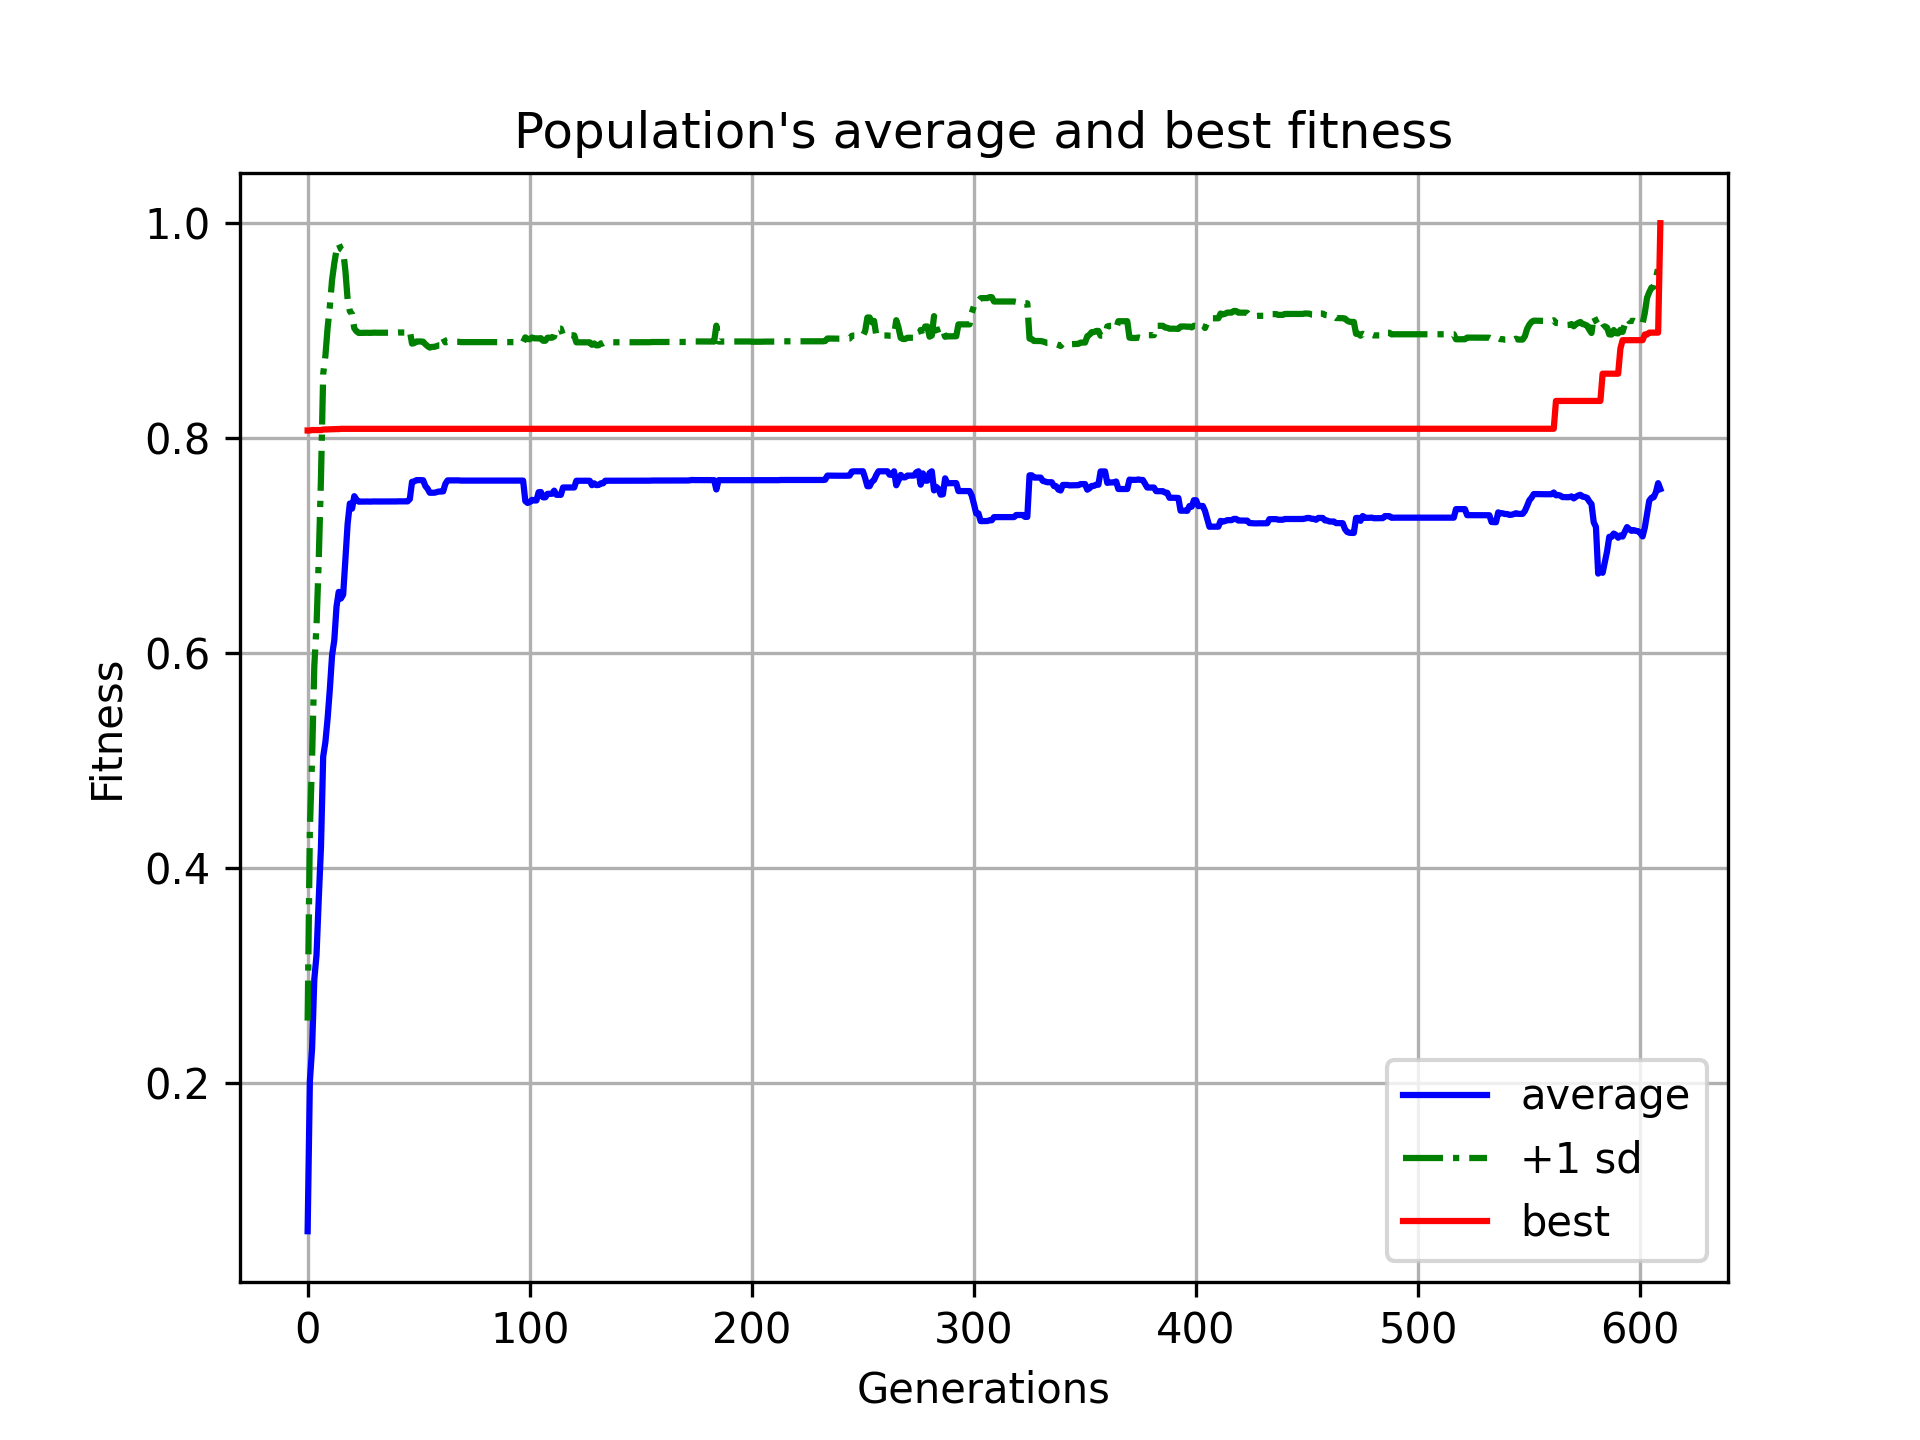 Population's average and best fitness
1.0
0.8
0.6
0.4
0.2
Fitness
0 100 200 300 400 500 600
Generations
average
+1 sd
best